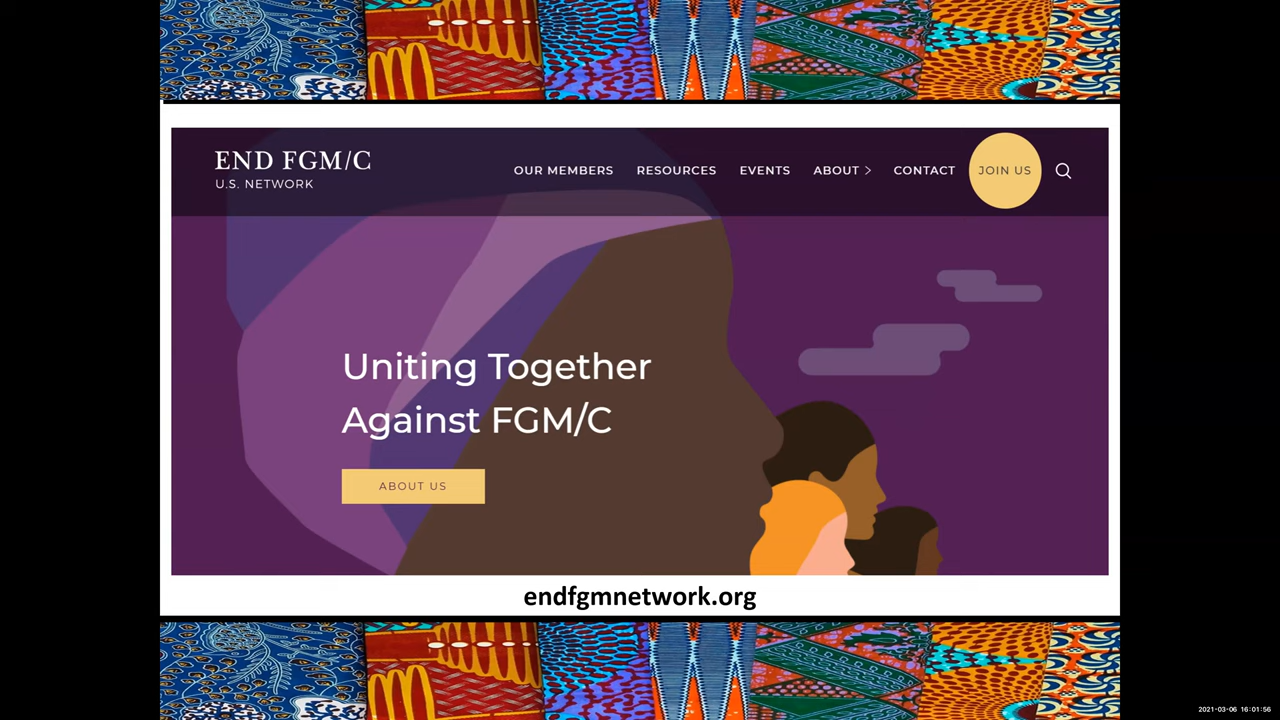 END FGM/C
U.S. NETWORK
OUR MEMBERS RESOURCES EVENTS ABOUT > CONTACT JOIN US
Uniting Together
Against FGM/C
ABOUT US
endfgmnetwork.org
2021-03-06 16:01:56